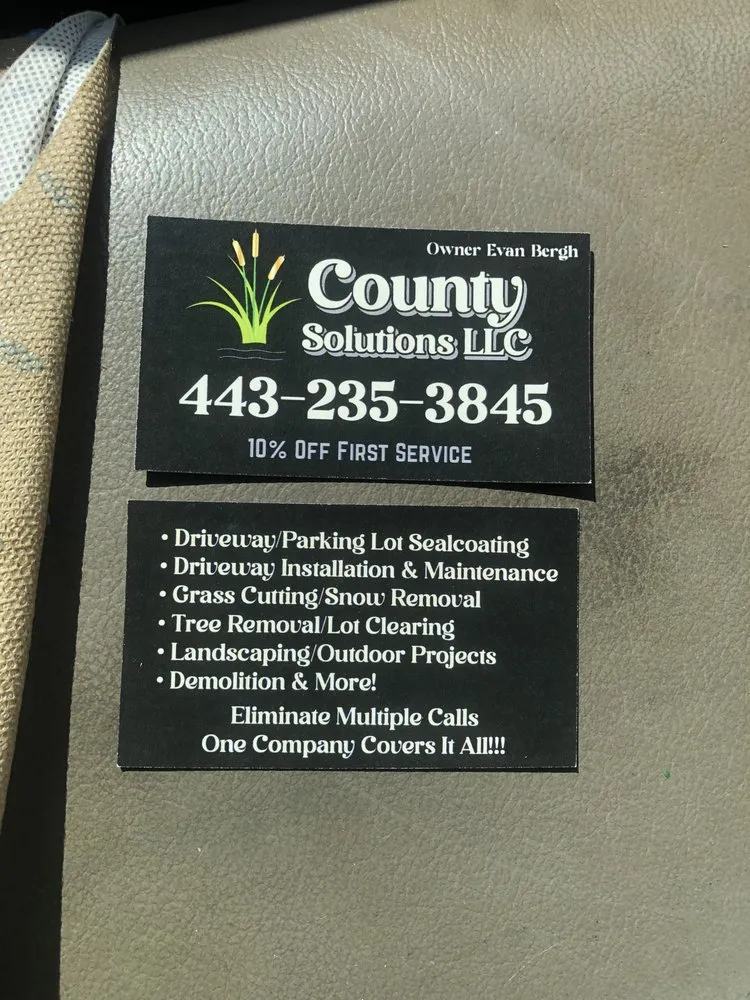 Owner Evan Bergh
County
Solutions LLC
443-235-3845
10% Off First Service
• Driveway/Parking Lot Sealcoating
• Driveway Installation & Maintenance
• Grass Cutting/Snow Removal
• Tree Removal/Lot Clearing
• Landscaping/Outdoor Projects
• Demolition & More!
Eliminate Multiple Calls
One Company Covers It All!!!